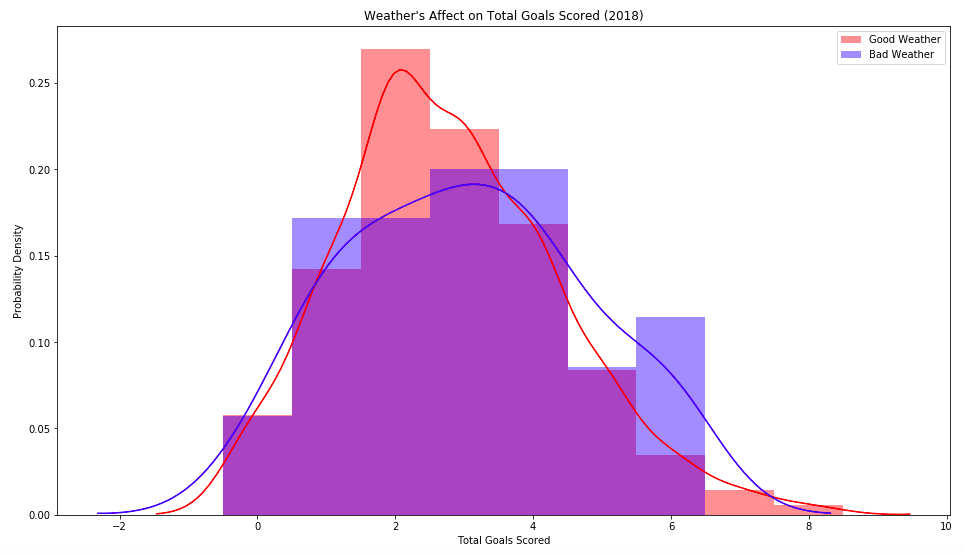 Weather's Affect on Total Goals Scored (2018)
Good Weather
Bad Weather
Probability Density
0.25
0.20
0.15
0.10
0.05
0.00
−2
0
2
4
6
8
10
Total Goals Scored